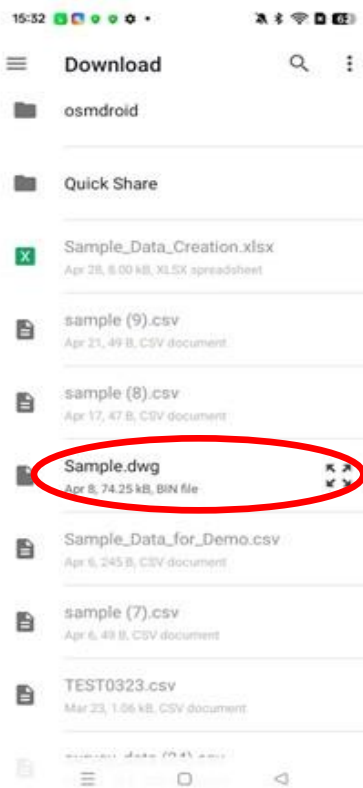 15:32
Download
osmdroid
Quick Share
Sample_Data_Creation.xlsx
Apr 28, 8.00 kB, XLSX spreadsheet
sample (9).csv
Apr 21, 49 B, CSV document
sample (8).csv
Apr 17, 47 B, CSV document
Sample.dwg
Apr 8, 74.25 kB, BIN file
Sample_Data_for_Demo.csv
Apr 6, 245 B, CSV document
sample (7).csv
Apr 6, 49 B, CSV document
TEST0323.csv
Mar 23, 1.06 kB, CSV document